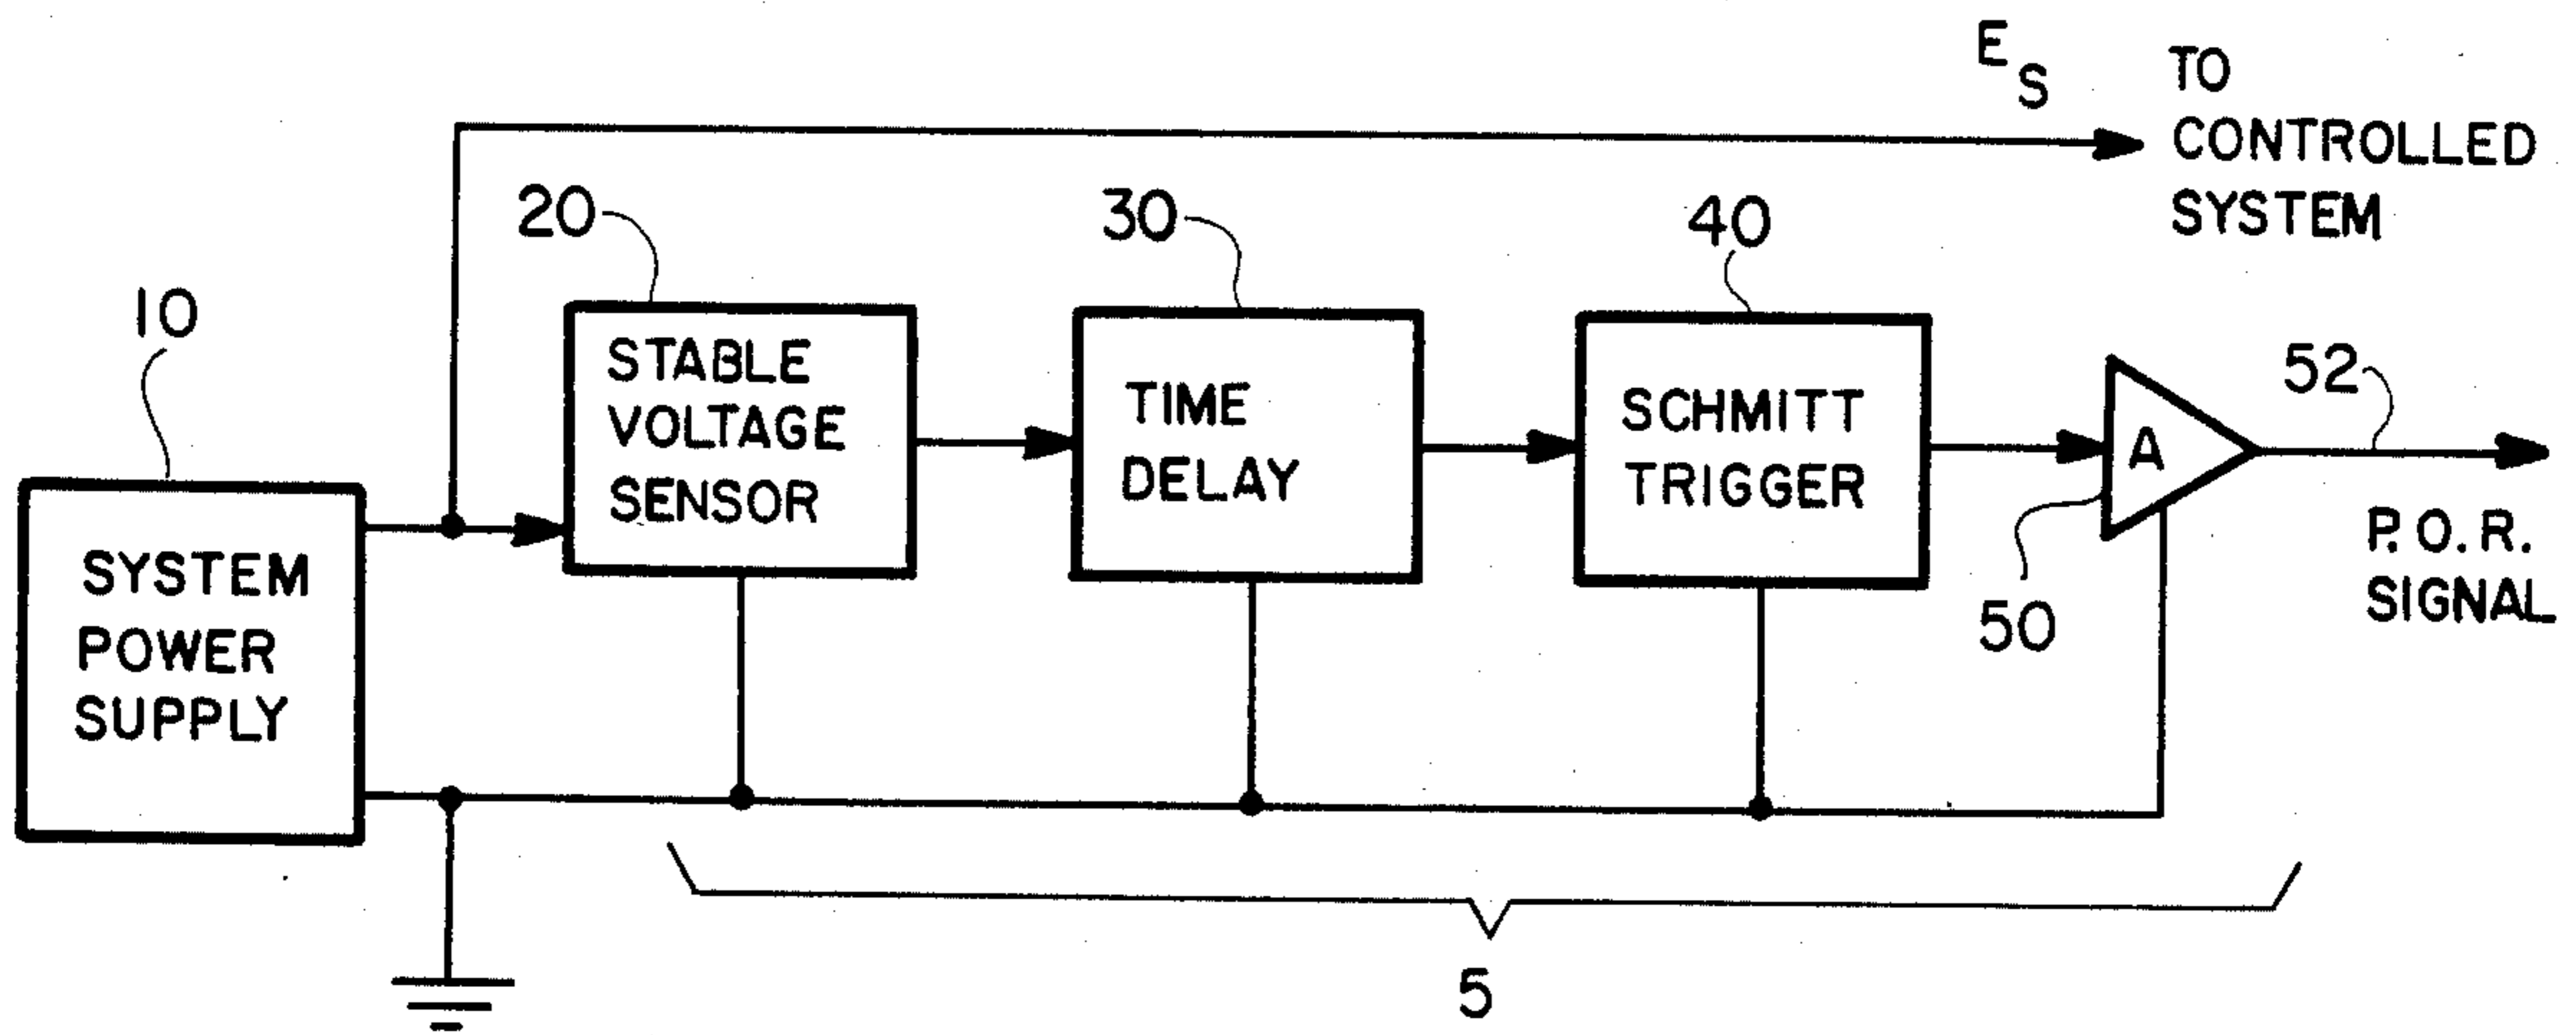 E S
TO
CONTROLLED
SYSTEM
20
30
40
10
STABLE
VOLTAGE
SENSOR
TIME
DELAY
SCHMITT
TRIGGER
A
52
50
P.O.R.
SIGNAL
SYSTEM
POWER
SUPPLY
5